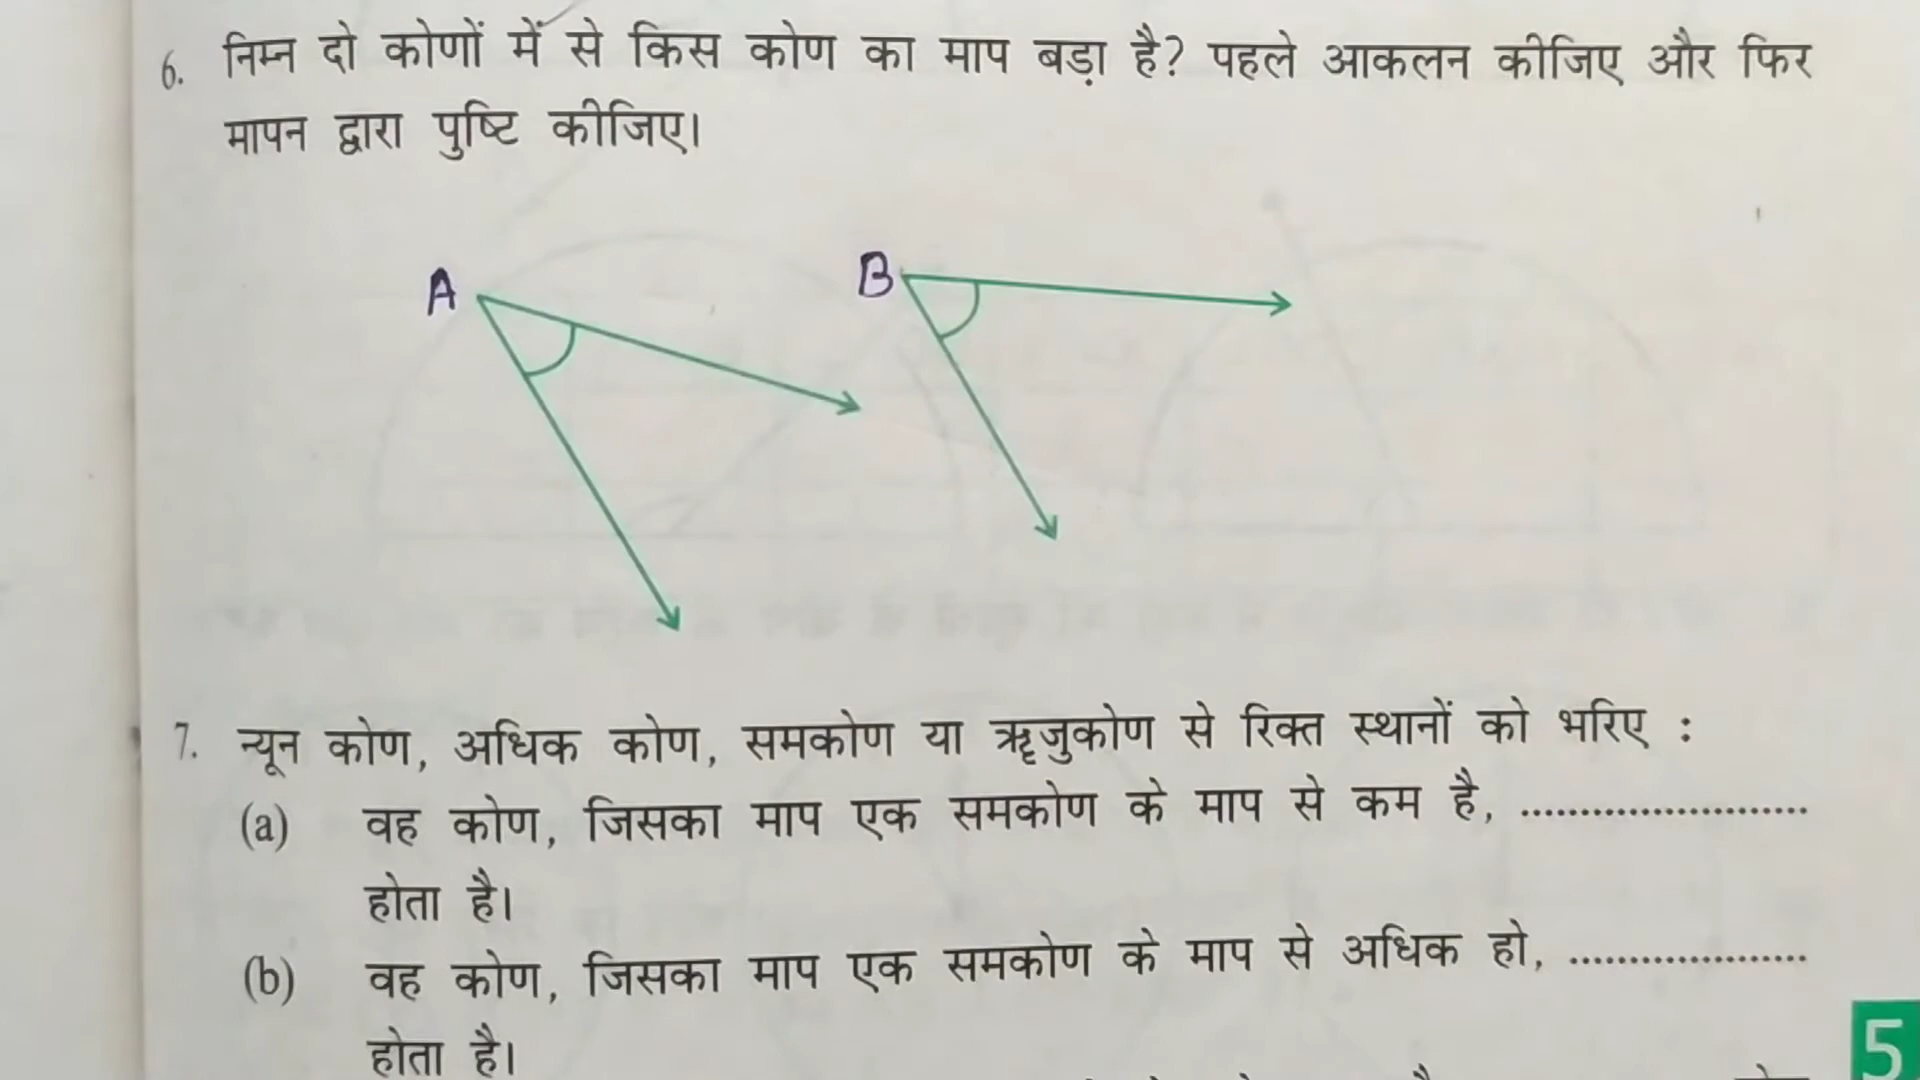 6. निम्न दो कोणों में से किस कोण का माप बड़ा है? पहले आकलन कीजिए और फिर
मापन द्वारा पुष्टि कीजिए।
A
B
7. न्यून कोण, अधिक कोण, समकोण या ॠजुकोण से रिक्त स्थानों को भरिए :
(a) वह कोण, जिसका माप एक समकोण के माप से कम है, ........................
होता है।
(b) वह कोण, जिसका माप एक समकोण के माप से अधिक हो, ....................
होता है।
5